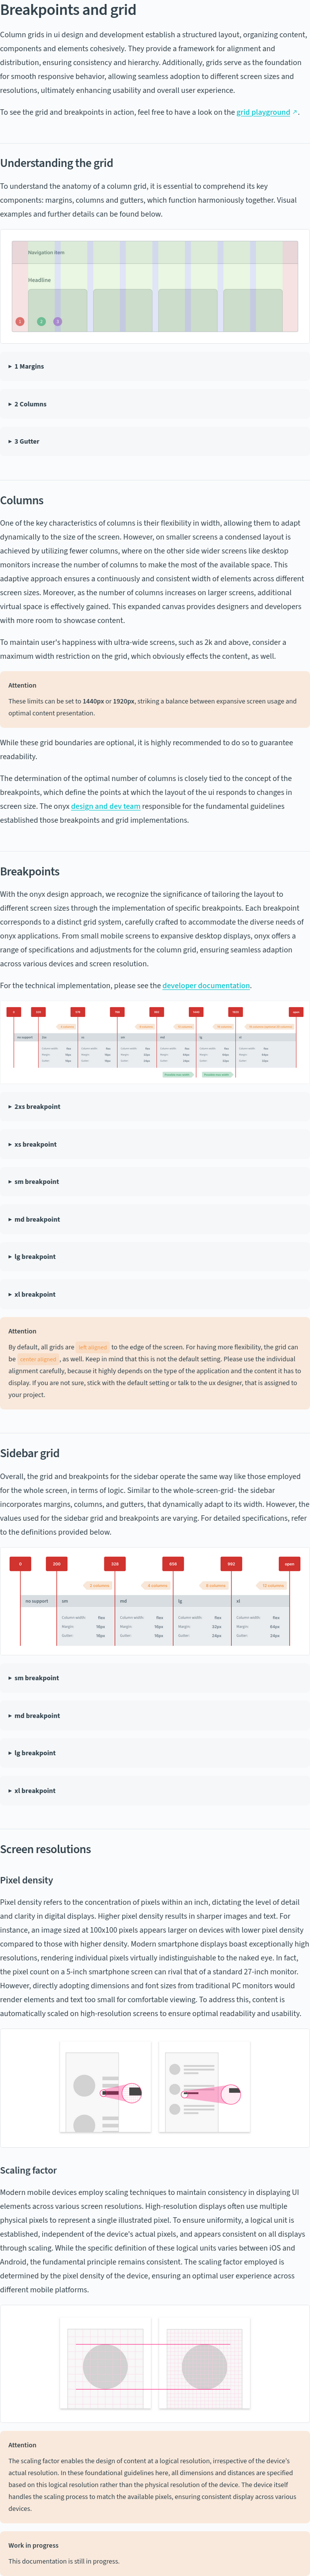 Breakpoints and grid
Column grids in ui design and development establish a structured layout, organizing content,
components and elements cohesively. They provide a framework for alignment and
distribution, ensuring consistency and hierarchy. Additionally, grids serve as the foundation
for smooth responsive behavior, allowing seamless adoption to different screen sizes and
resolutions, ultimately enhancing usability and overall user experience.
To see the grid and breakpoints in action, feel free to have a look on the grid playground ↗.
Understanding the grid
To understand the anatomy of a column grid, it is essential to comprehend its key
components: margins, columns and gutters, which function harmoniously together. Visual
examples and further details can be found below.
Navigation item
Headline
1 2 3
▸ 1 Margins
▸ 2 Columns
▸ 3 Gutter
Columns
One of the key characteristics of columns is their flexibility in width, allowing them to adapt
dynamically to the size of the screen. However, on smaller screens a condensed layout is
achieved by utilizing fewer columns, where on the other side wider screens like desktop
monitors increase the number of columns to make the most of the available space. This
adaptive approach ensures a continuously and consistent width of elements across different
screen sizes. Moreover, as the number of columns increases on larger screens, additional
virtual space is effectively gained. This expanded canvas provides designers and developers
with more room to showcase content.
To maintain user's happiness with ultra-wide screens, such as 2k and above, consider a
maximum width restriction on the grid, which obviously effects the content, as well.
Attention
These limits can be set to 1440px or 1920px, striking a balance between expansive screen usage and
optimal content presentation.
While these grid boundaries are optional, it is highly recommended to do so to guarantee
readability.
The determination of the optimal number of columns is closely tied to the concept of the
breakpoints, which define the points at which the layout of the ui responds to changes in
screen size. The onyx design and dev team responsible for the fundamental guidelines
established those breakpoints and grid implementations.
Breakpoints
With the onyx design approach, we recognize the significance of tailoring the layout to
different screen through the implementation of specific breakpoints. Each breakpoint
corresponds to a distinct grid system, carefully crafted to accommodate the diverse needs of
onyx applications. From small mobile screens to expansive desktop displays, onyx offers a
range of specifications and adjustments for the column grid, ensuring seamless adaption
across various devices and screen resolution.
For the technical implementation, please see the developer documentation.
no support 2xs xs sm md lg xl
▸ 2xs breakpoint
▸ xs breakpoint
▸ sm breakpoint
▸ md breakpoint
▸ lg breakpoint
▸ xl breakpoint
Attention
By default, all grids are left aligned to the edge of the screen. For having more flexibility, the grid can
be center aligned, as well. Keep in mind that this is not the default setting. Please use the individual
alignment carefully, because it highly depends on the type of the application and the content it has to
display. If you are not sure, stick with the default setting or talk to the ux designer, that is assigned to
your project.
Sidebar grid
Overall, the grid and breakpoints for the sidebar operate the same way like those employed
for the whole screen, in terms of logic. Similar to the whole-screen-grid- the sidebar
incorporates margins, columns, and gutters, that dynamically adapt to its width. However, the
values used for the sidebar grid and breakpoints are varying. For detailed specifications, refer
to the definitions provided below.
no support sm md lg xl
▸ sm breakpoint
▸ md breakpoint
▸ lg breakpoint
▸ xl breakpoint
Screen resolutions
Pixel density
Pixel density refers to the concentration of pixels within an inch, dictating the level of detail
and clarity in digital displays. Higher pixel density results in sharper images and text. For
instance, an image sized at 100x100 pixels appears larger on devices with lower pixel density
compared to those with higher density. Modern smartphone displays boast exceptionally high
resolutions, rendering individual pixels virtually indistinguishable to the naked eye. In fact,
the pixel count on a 5-inch smartphone screen can rival that of a standard 27-inch monitor.
However, directly adopting dimensions and font sizes from traditional PC monitors would
render elements and text too small for comfortable viewing. To address this, content is
automatically scaled on high-resolution screens to ensure optimal readability and usability.
Scaling factor
Modern mobile devices employ scaling techniques to maintain consistency in displaying UI
elements across various screen resolutions. High-resolution displays often use multiple
physical pixels to represent a single illustrated pixel. To ensure uniformity, a logical unit is
established, independent of the device's actual pixels, and appears consistent on all displays
through scaling. While the specific definition of these logical units varies between iOS and
Android, the fundamental principle remains consistent. The scaling factor employed is
determined by the pixel density of the device, ensuring an optimal user experience across
different mobile platforms.
Attention
The scaling factor enables the design of content at a logical resolution, irrespective of the device's
actual resolution. In these foundational guidelines here, all dimensions and distances are specified
based on this logical resolution rather than the physical resolution of the device. The device itself
handles the scaling process to match the available pixels, ensuring consistent display across various
devices.
Work in progress
This documentation is still in progress.